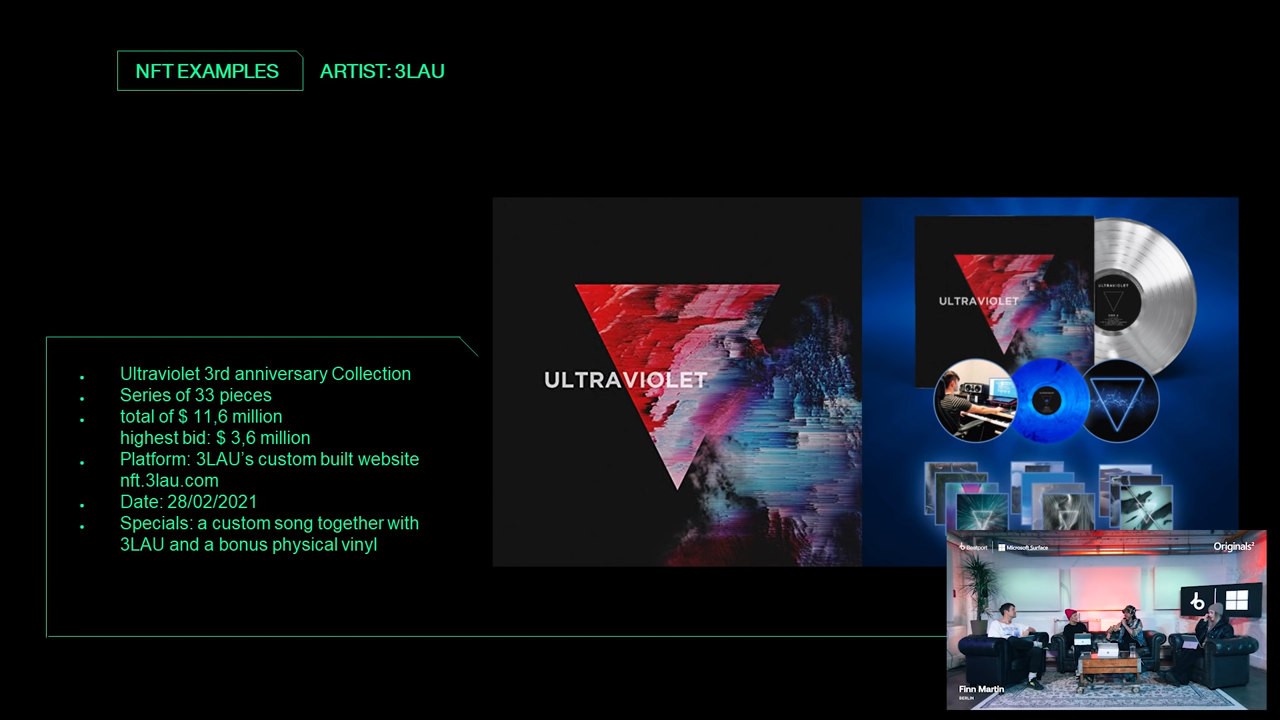 NFT EXAMPLES
ARTIST: 3LAU
Ultraviolet 3rd anniversary Collection
Series of 33 pieces
total of $ 11,6 million
highest bid: $ 3,6 million
Platform: 3LAU’s custom built website
nft.3lau.com
Date: 28/02/2021
Specials: a custom song together with
3LAU and a bonus physical vinyl
ULTRAVIOLET
ULTRAVIOLET
ULTRAVIOLET
Beatport
Microsoft Surface
Originals²
Finn Martin
BERLIN